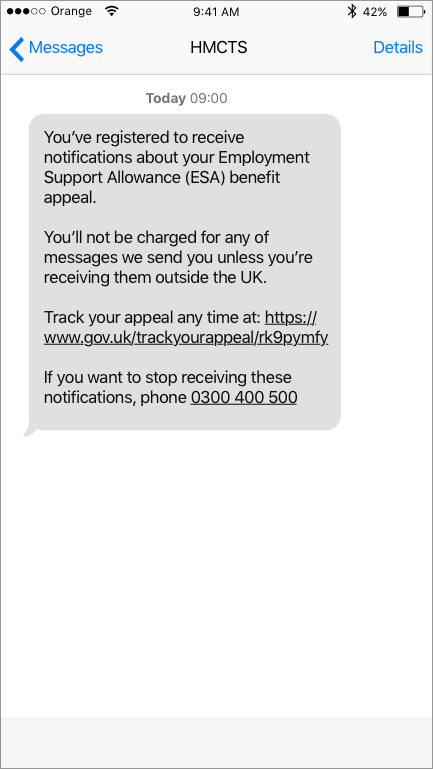 Orange 9:41 AM 42%
Messages HMCTS Details
Today 09:00
You’ve registered to receive
notifications about your Employment
Support Allowance (ESA) benefit
appeal.
You’ll not be charged for any of
messages we send you unless you’re
receiving them outside the UK.
Track your appeal any time at: https://
www.gov.uk/trackyourappeal/rk9pymfy
If you want to stop receiving these
notifications, phone 0300 400 500